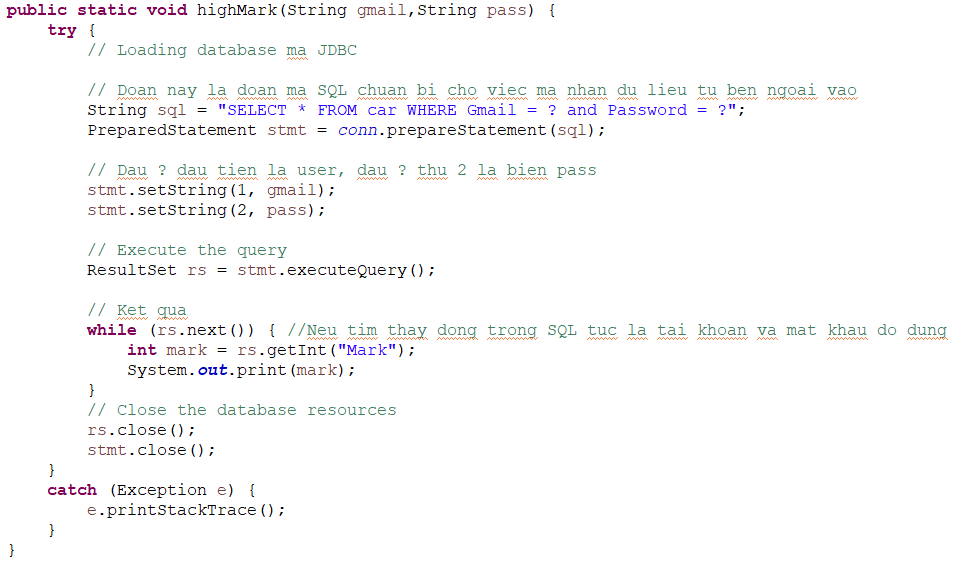 public static void highMark(String gmail,String pass) {
try {
// Loading database ma JDBC
// Doan nay la doan ma SQL chuan bi cho viec ma nhan du lieu tu ben ngoai vao
String sql = "SELECT * FROM car WHERE Gmail = ? and Password = ?";
PreparedStatement stmt = conn.prepareStatement(sql);
// Dau ? dau tien la user, dau ? thu 2 la bien pass
stmt.setString(1, gmail);
stmt.setString(2, pass);
// Execute the query
ResultSet rs = stmt.executeQuery();
// Ket qua
while (rs.next()) { //Neu tim thay dong trong SQL tuc la tai khoan va mat khau do dung
int mark = rs.getInt("Mark");
System.out.print(mark);
}
// Close the database resources
rs.close();
stmt.close();
}
catch (Exception e) {
e.printStackTrace();
}
}